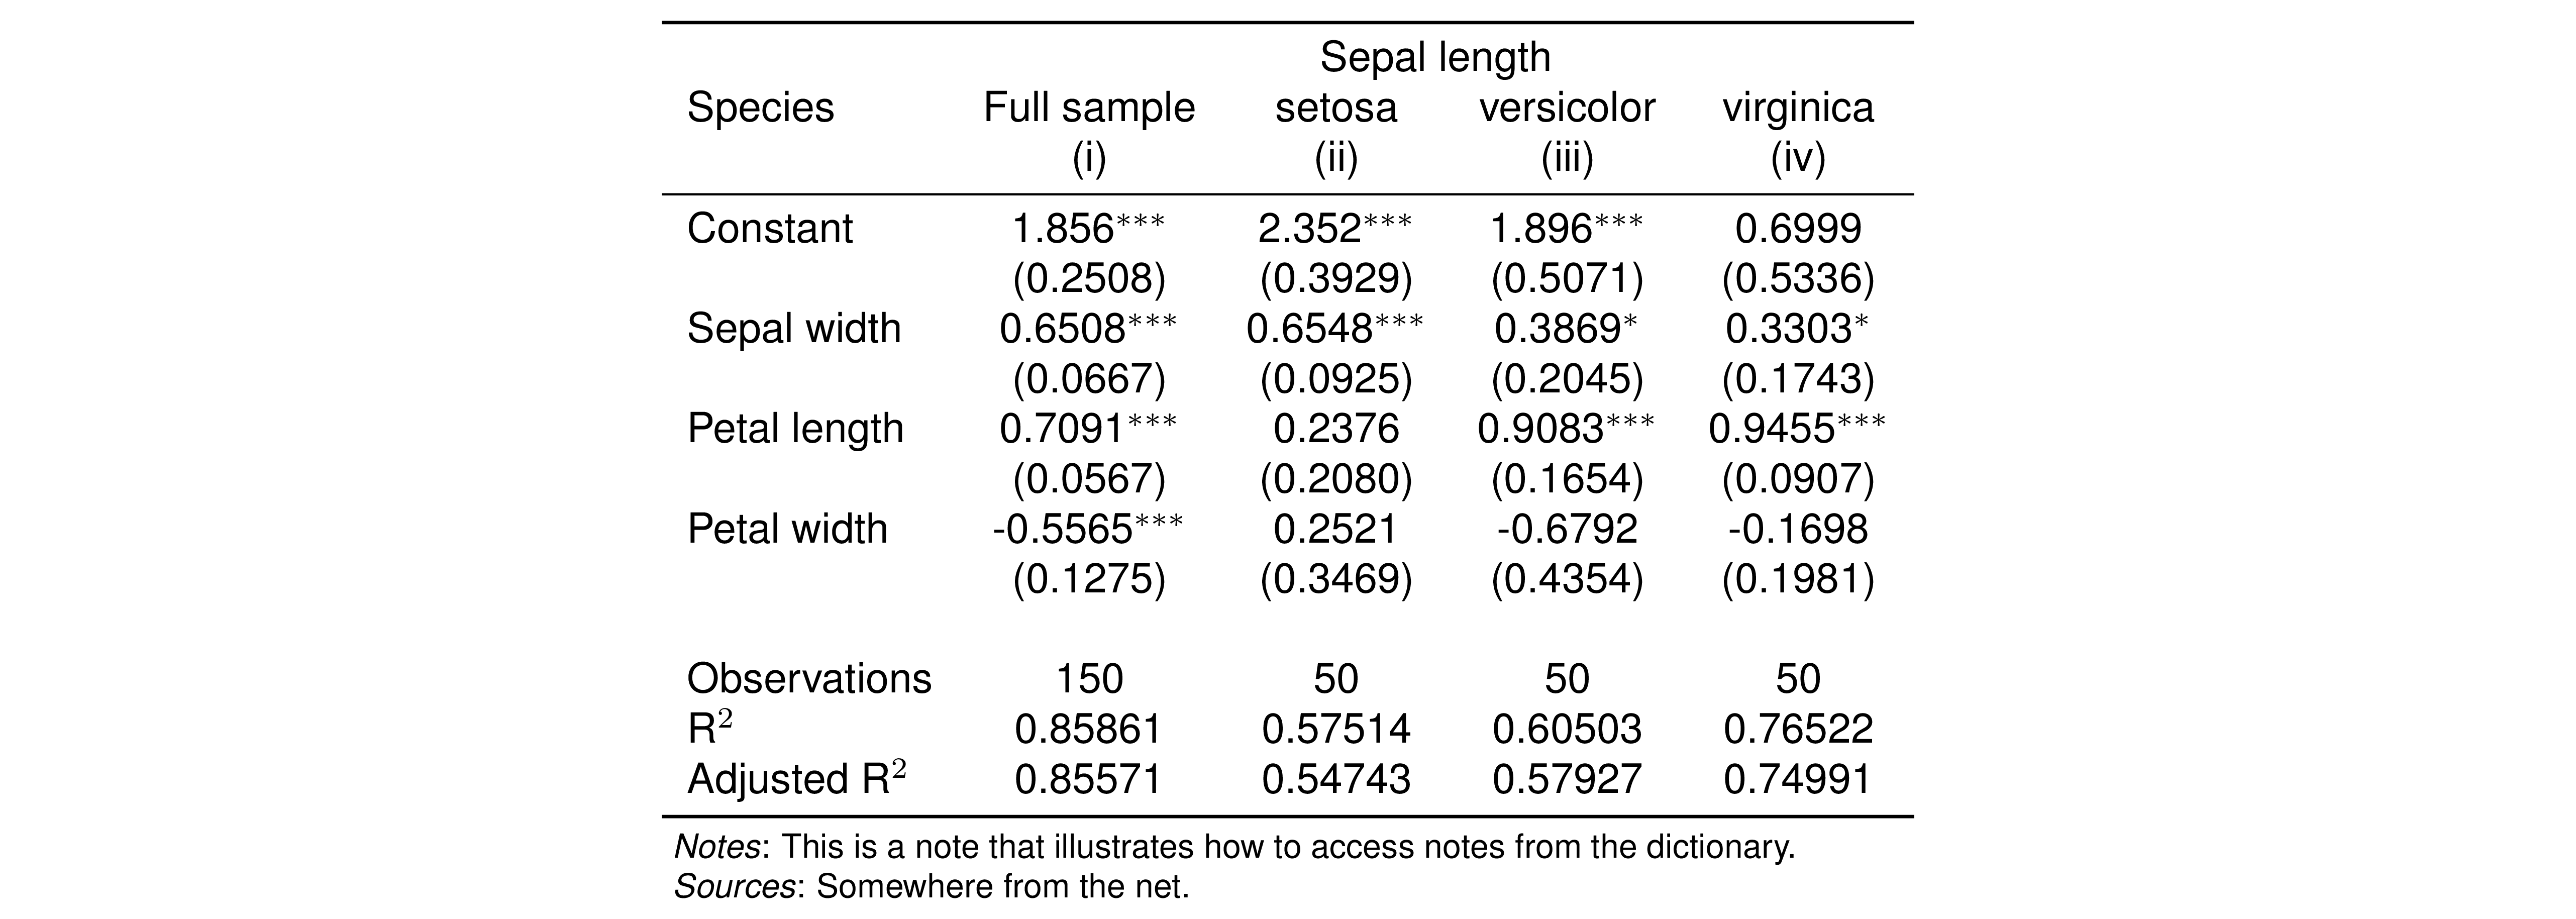 Sepal length
Species Full sample setosa versicolor virginica
(i) (ii) (iii) (iv)
Constant 1.856*** 2.352*** 1.896*** 0.6999
(0.2508) (0.3929) (0.5071) (0.5336)
Sepal width 0.6508*** 0.6548*** 0.3869* 0.3303*
(0.0667) (0.0925) (0.2045) (0.1743)
Petal length 0.7091*** 0.2376 0.9083*** 0.9455***
(0.0567) (0.2080) (0.1654) (0.0907)
Petal width -0.5565*** 0.2521 -0.6792 -0.1698
(0.1275) (0.3469) (0.4354) (0.1981)
Observations 150 50 50 50
R² 0.85861 0.57514 0.60503 0.76522
Adjusted R² 0.85571 0.54743 0.57927 0.74991
Notes: This is a note that illustrates how to access notes from the dictionary.
Sources: Somewhere from the net.